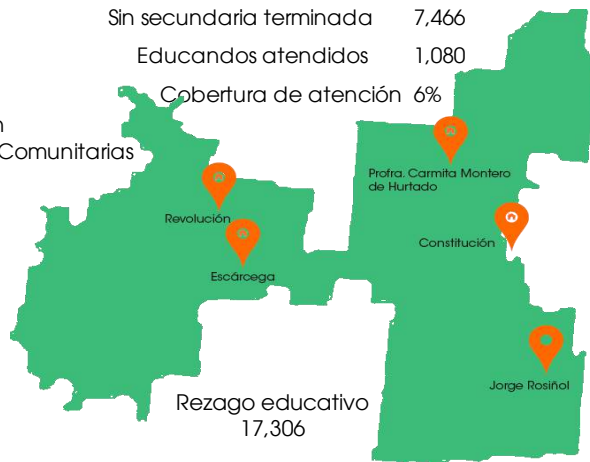 Sin secundaria terminada 7,466
Educandos atendidos 1,080
Cobertura de atención 6%
Comunitarias
Profra. Carmita Montero
de Hurtado
Revolución
Constitución
Escárcega
Jorge Rosiñol
Rezago educativo
17,306